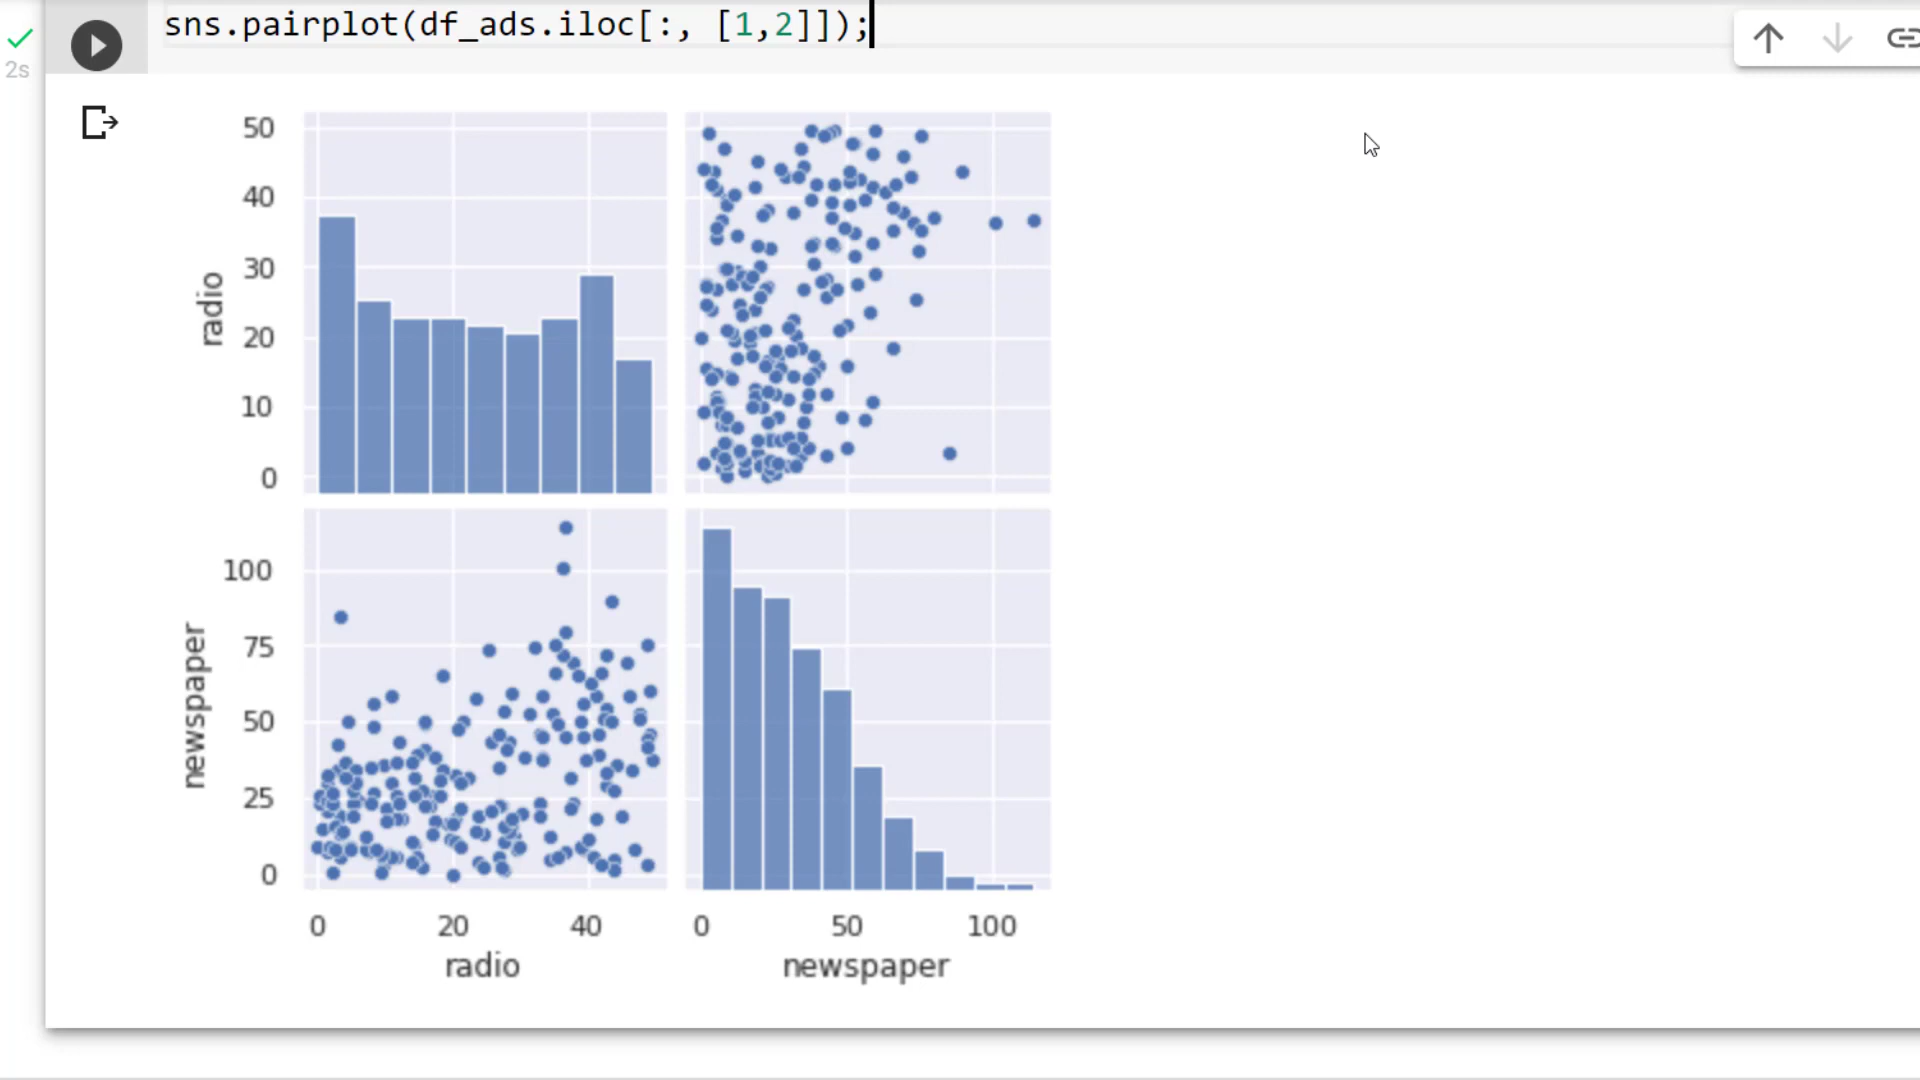 sns.pairplot(df_ads.iloc[:, [1,2]]);
2s
50
40
30
20
10
0
radio
100
75
50
25
0
newspaper
0 20 40
radio
0 50 100
newspaper